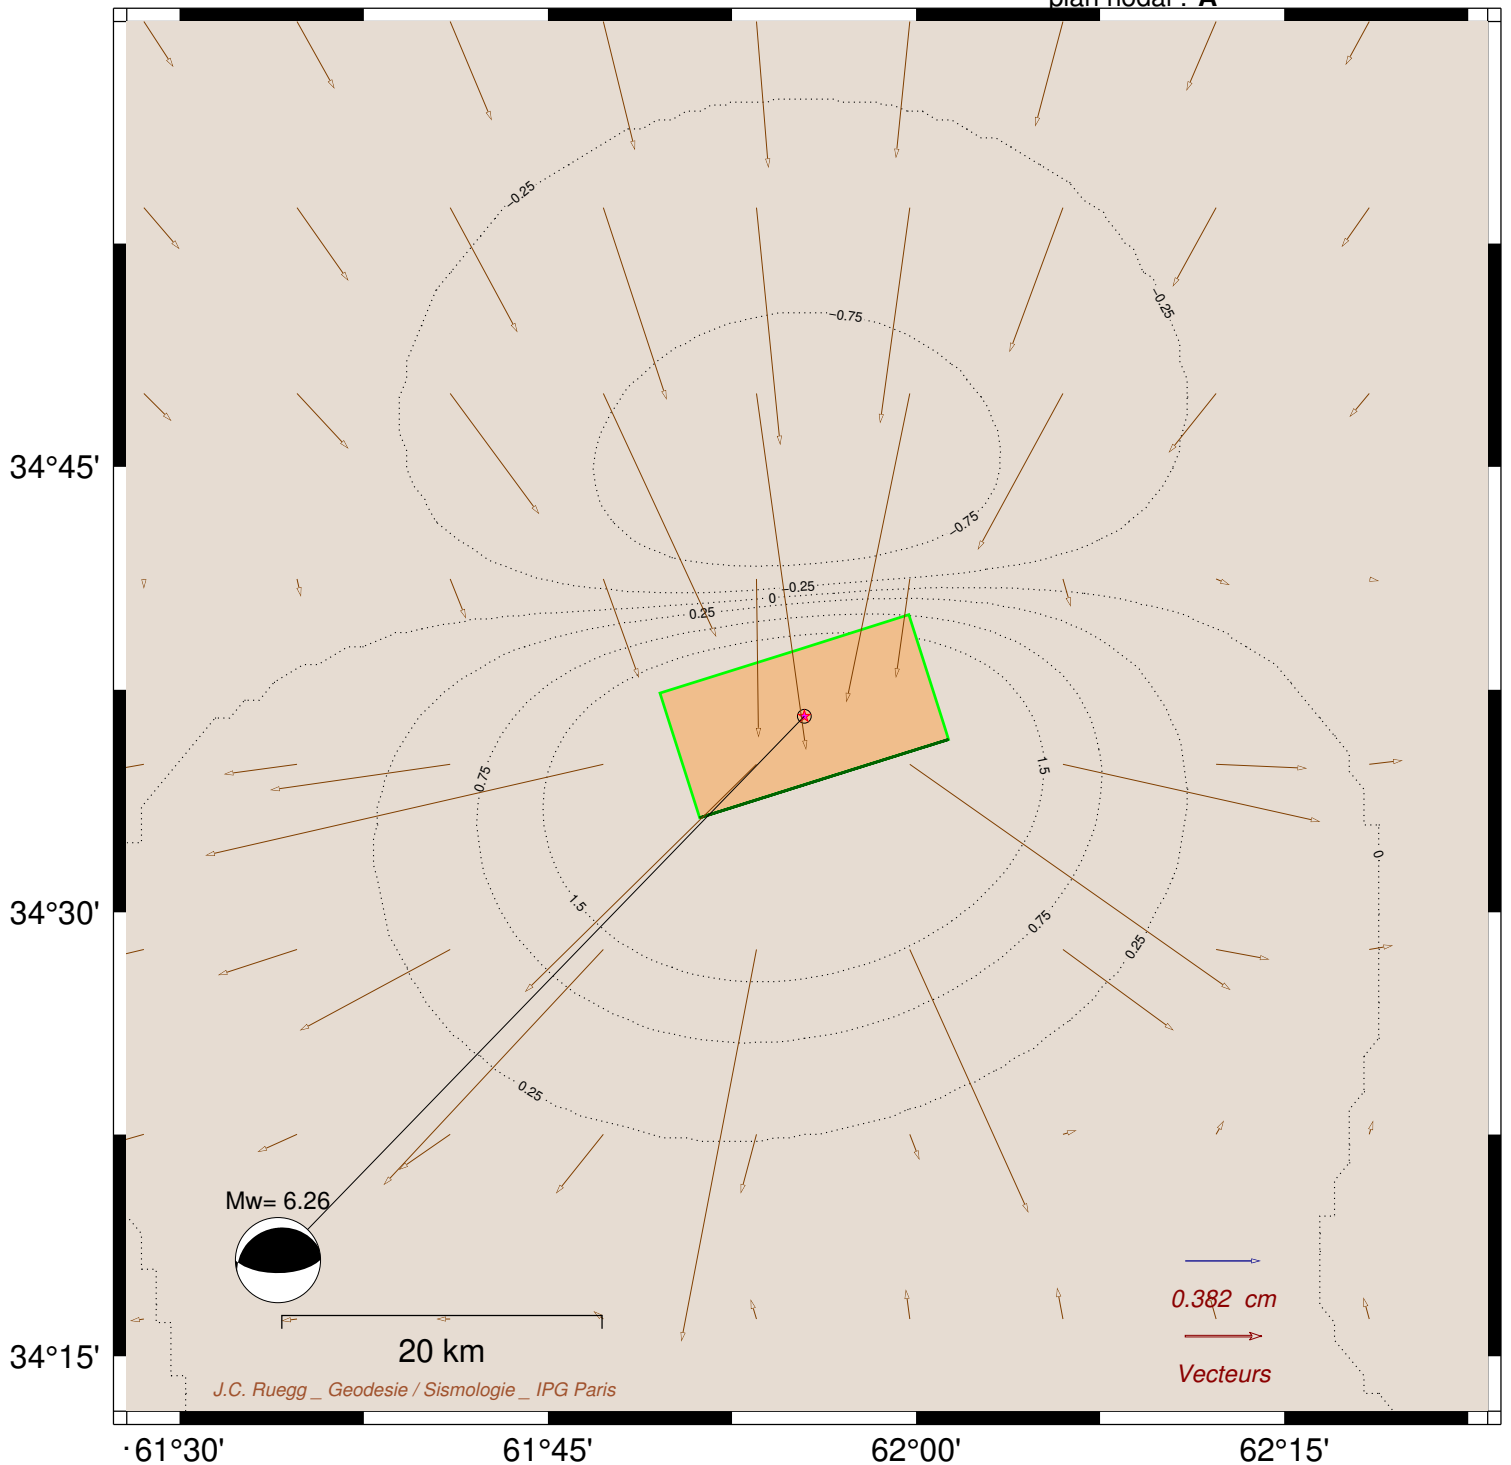 plan nodal : A
-0.25
-0.25
-0.75
34°45'
-0.75
-0.25
0
0.25
0.75
1.5
0
1.5
34°30'
0.75
0.25
0.25
Mw= 6.26
0.382 cm
20 km
34°15'
Vecteurs
J.C. Ruegg _ Geodesie / Sismologie _ IPG Paris
61°30' 61°45' 62°00' 62°15'